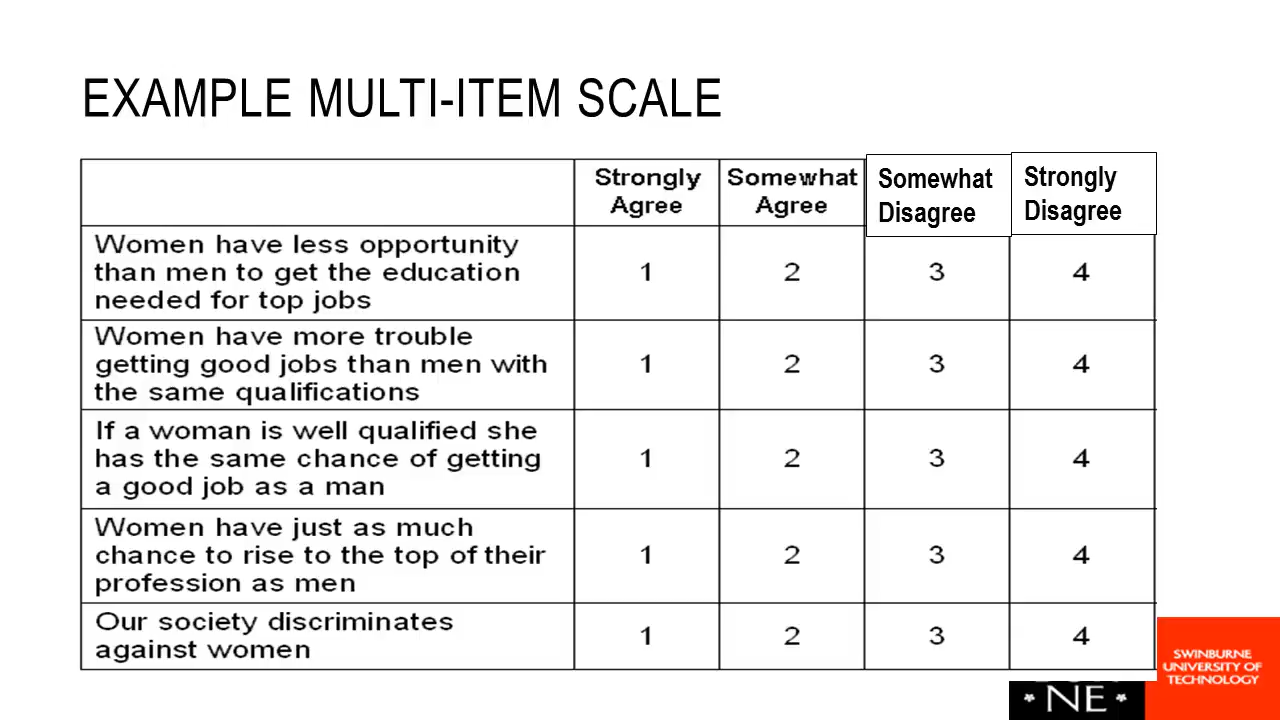 EXAMPLE MULTI-ITEM SCALE
Strongly Agree
Somewhat Agree
Somewhat Disagree
Strongly Disagree
Women have less opportunity
than men to get the education
needed for top jobs
1 2 3 4
Women have more trouble
getting good jobs than men with
the same qualifications
1 2 3 4
If a woman is well qualified she
has the same chance of getting
a good job as a man
1 2 3 4
Women have just as much
chance to rise to the top of their
profession as men
1 2 3 4
Our society discriminates
against women
1 2 3 4
SWINBURNE
UNIVERSITY OF
TECHNOLOGY
* NE *